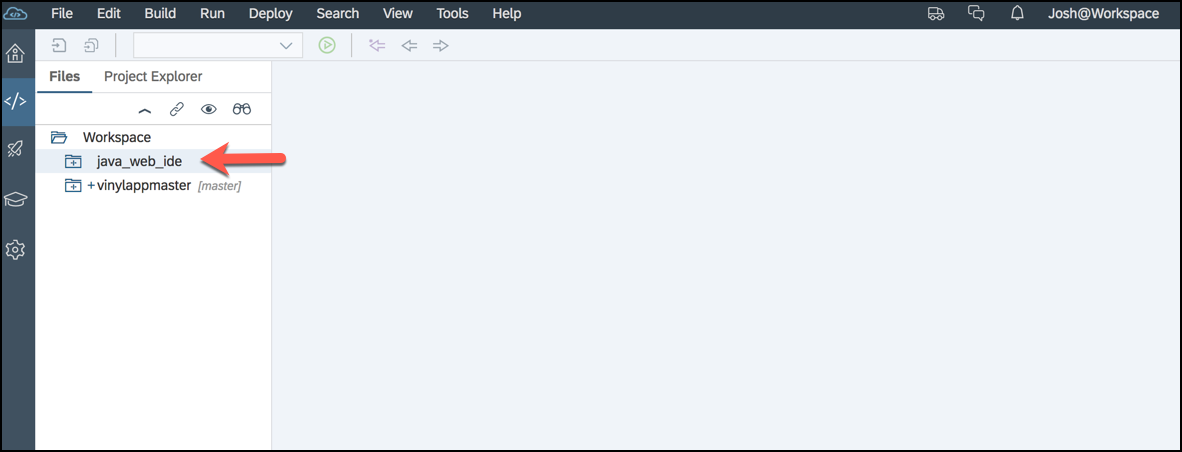 File Edit Build Run Deploy Search View Tools Help Josh@Workspace
Files Project Explorer
Workspace
java_web_ide
+vinylappmaster [master]